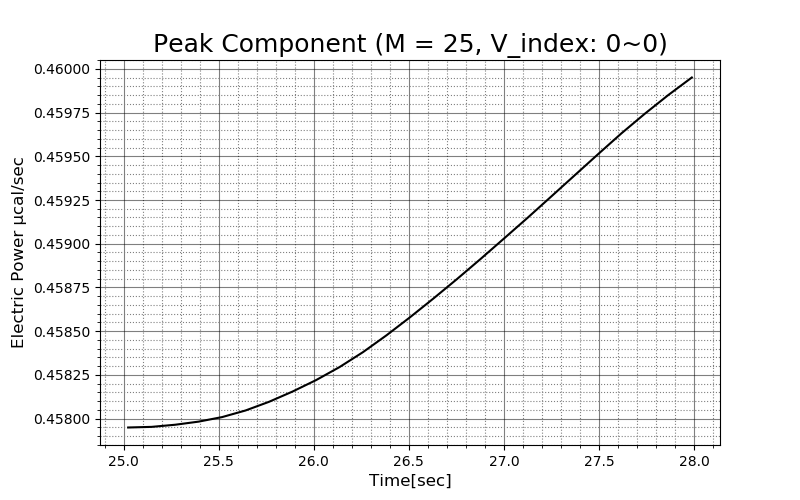 Peak Component (M = 25, V_index: 0~0)
0.46000
0.45975
0.45950
0.45925
0.45900
0.45875
0.45850
0.45825
0.45800
Electric Power μcal/sec
25.0 25.5 26.0 26.5 27.0 27.5 28.0
Time[sec]